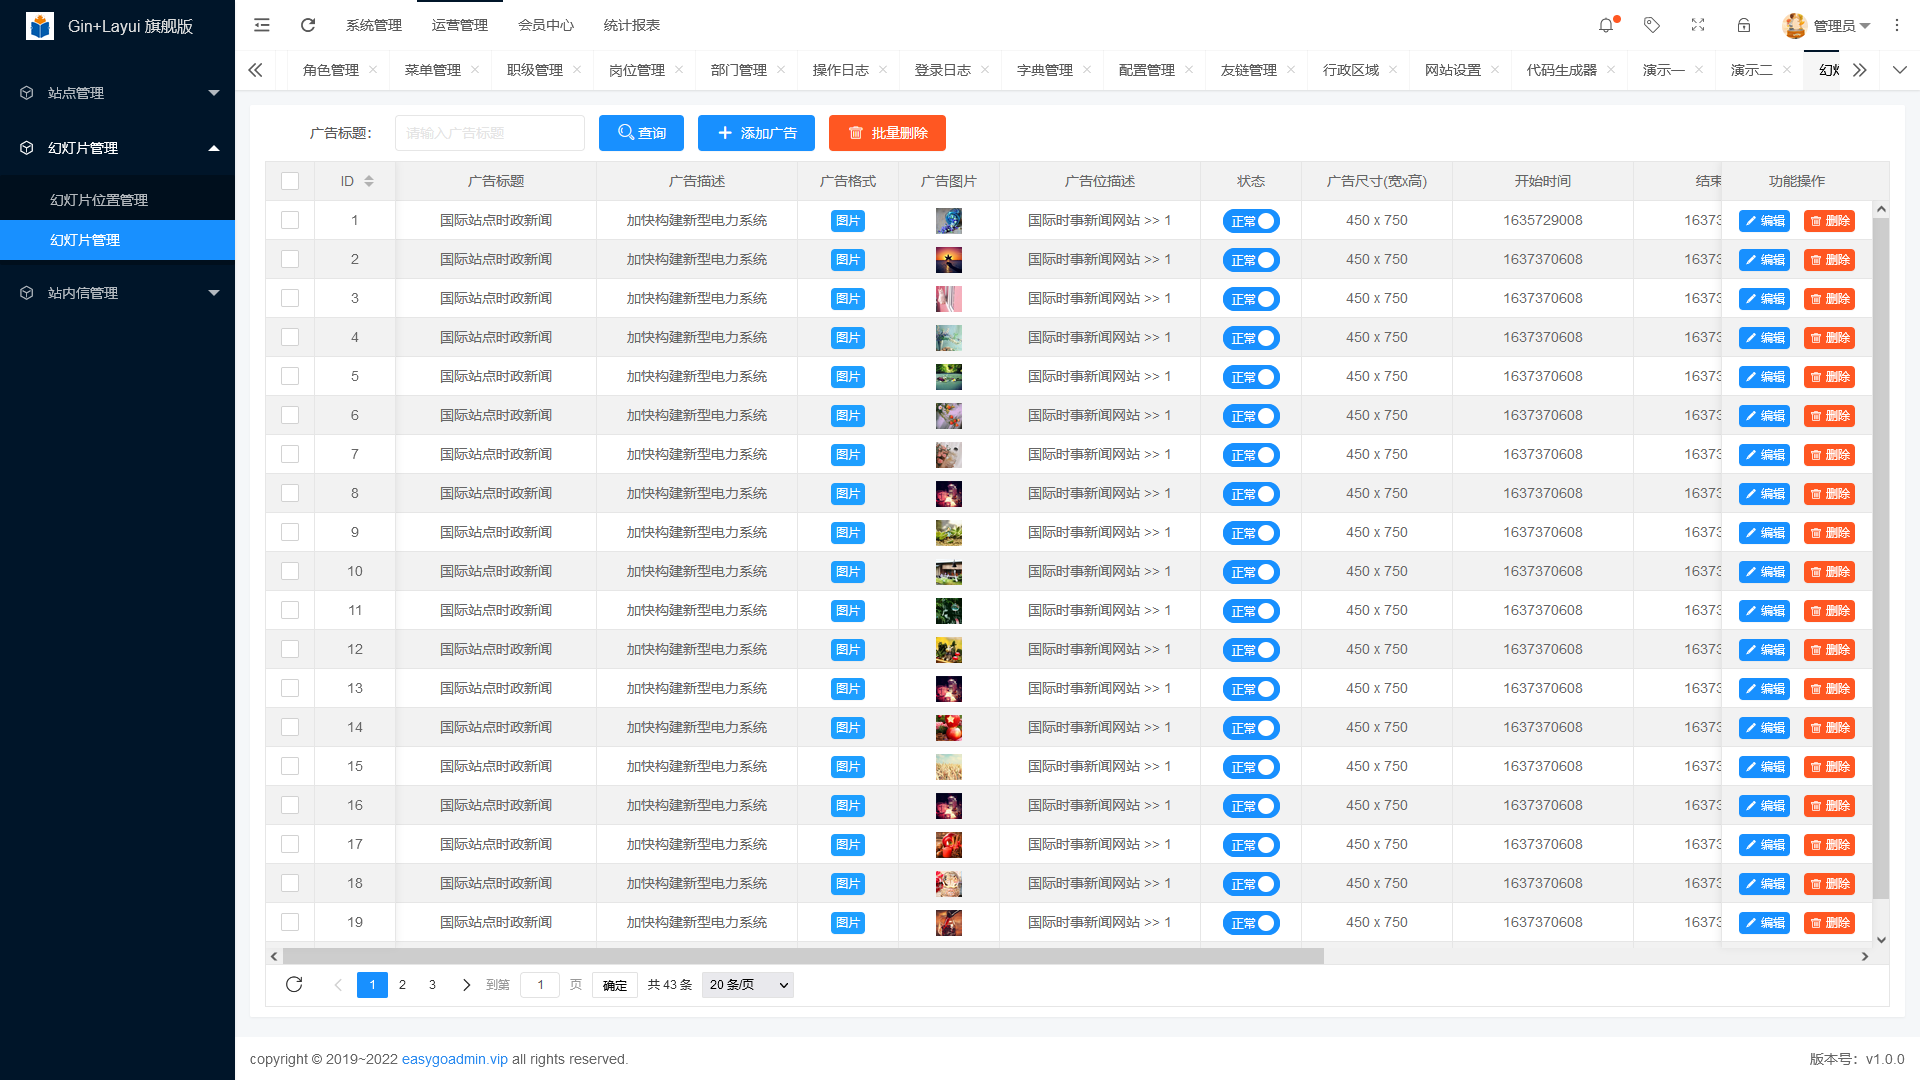 Gin+Layui 旗舰版
系统管理 运营管理 会员中心 统计报表 管理员
角色管理 菜单管理 职级管理 岗位管理 部门管理 操作日志 登录日志 字典管理 配置管理 友链管理 行政区域 网站设置 代码生成器 演示一 演示二 幻灯
站点管理
幻灯片管理
幻灯片位置管理
幻灯片管理
站内信管理
广告标题： 请输入广告标题 查询 添加广告 批量删除
ID 广告标题 广告描述 广告格式 广告图片 广告位描述 状态 广告尺寸(宽x高) 开始时间 结束 功能操作
1 国际站点时政新闻 加快构建新型电力系统 图片 国际时事新闻网站 >> 1 正常 450 x 750 1635729008 16373 编辑 删除
2 国际站点时政新闻 加快构建新型电力系统 图片 国际时事新闻网站 >> 1 正常 450 x 750 1637370608 16373 编辑 删除
3 国际站点时政新闻 加快构建新型电力系统 图片 国际时事新闻网站 >> 1 正常 450 x 750 1637370608 16373 编辑 删除
4 国际站点时政新闻 加快构建新型电力系统 图片 国际时事新闻网站 >> 1 正常 450 x 750 1637370608 16373 编辑 删除
5 国际站点时政新闻 加快构建新型电力系统 图片 国际时事新闻网站 >> 1 正常 450 x 750 1637370608 16373 编辑 删除
6 国际站点时政新闻 加快构建新型电力系统 图片 国际时事新闻网站 >> 1 正常 450 x 750 1637370608 16373 编辑 删除
7 国际站点时政新闻 加快构建新型电力系统 图片 国际时事新闻网站 >> 1 正常 450 x 750 1637370608 16373 编辑 删除
8 国际站点时政新闻 加快构建新型电力系统 图片 国际时事新闻网站 >> 1 正常 450 x 750 1637370608 16373 编辑 删除
9 国际站点时政新闻 加快构建新型电力系统 图片 国际时事新闻网站 >> 1 正常 450 x 750 1637370608 16373 编辑 删除
10 国际站点时政新闻 加快构建新型电力系统 图片 国际时事新闻网站 >> 1 正常 450 x 750 1637370608 16373 编辑 删除
11 国际站点时政新闻 加快构建新型电力系统 图片 国际时事新闻网站 >> 1 正常 450 x 750 1637370608 16373 编辑 删除
12 国际站点时政新闻 加快构建新型电力系统 图片 国际时事新闻网站 >> 1 正常 450 x 750 1637370608 16373 编辑 删除
13 国际站点时政新闻 加快构建新型电力系统 图片 国际时事新闻网站 >> 1 正常 450 x 750 1637370608 16373 编辑 删除
14 国际站点时政新闻 加快构建新型电力系统 图片 国际时事新闻网站 >> 1 正常 450 x 750 1637370608 16373 编辑 删除
15 国际站点时政新闻 加快构建新型电力系统 图片 国际时事新闻网站 >> 1 正常 450 x 750 1637370608 16373 编辑 删除
16 国际站点时政新闻 加快构建新型电力系统 图片 国际时事新闻网站 >> 1 正常 450 x 750 1637370608 16373 编辑 删除
17 国际站点时政新闻 加快构建新型电力系统 图片 国际时事新闻网站 >> 1 正常 450 x 750 1637370608 16373 编辑 删除
18 国际站点时政新闻 加快构建新型电力系统 图片 国际时事新闻网站 >> 1 正常 450 x 750 1637370608 16373 编辑 删除
19 国际站点时政新闻 加快构建新型电力系统 图片 国际时事新闻网站 >> 1 正常 450 x 750 1637370608 16373 编辑 删除
1 2 3 到第 1 页 确定 共 43 条 20 条/页
copyright © 2019~2022 easygoadmin.vip all rights reserved. 版本号：v1.0.0